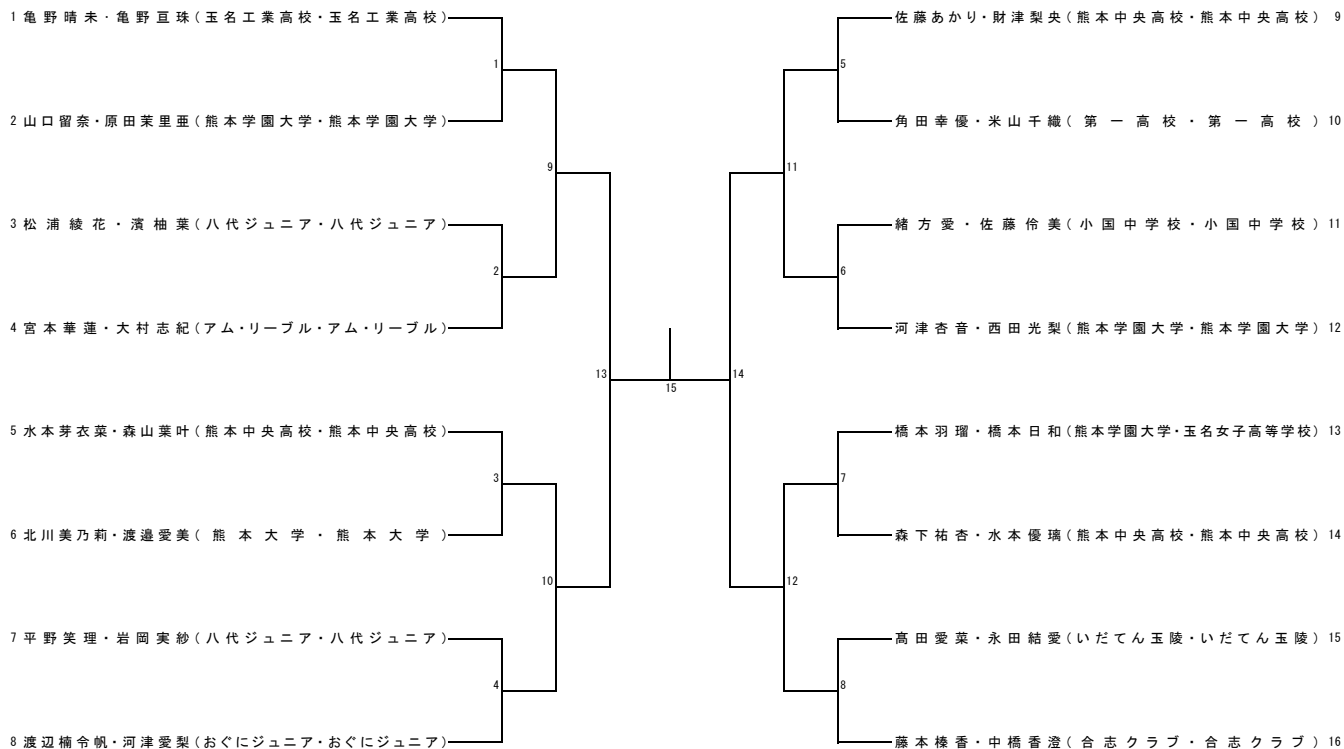 1 亀野晴未・亀野亘珠(玉名工業高校・玉名工業高校)
1
2 山口留奈・原田茉里亜(熊本学園大学・熊本学園大学)
9
3 松浦綾花・濱柚葉(八代ジュニア・八代ジュニア)
2
4 宮本華蓮・大村志紀(アム・リーブル・アム・リーブル)
13
5 水本芽衣菜・森山葉叶(熊本中央高校・熊本中央高校)
3
6 北川美乃莉・渡邉愛美(熊本大学・熊本大学)
10
7 平野笑理・岩岡実紗(八代ジュニア・八代ジュニア)
4
8 渡辺楠令帆・河津愛梨(おぐにジュニア・おぐにジュニア)
15
佐藤あかり・財津梨央(熊本中央高校・熊本中央高校) 9
5
角田幸優・米山千織(第一高校・第一高校) 10
11
緒方愛・佐藤伶美(小国中学校・小国中学校) 11
6
河津杏音・西田光梨(熊本学園大学・熊本学園大学) 12
14
橋本羽瑠・橋本日和(熊本学園大学・玉名女子高等学校) 13
7
森下祐杏・水本優璃(熊本中央高校・熊本中央高校) 14
12
髙田愛菜・永田結愛(いだてん玉陵・いだてん玉陵) 15
8
藤本榛香・中橋香澄(合志クラブ・合志クラブ) 16